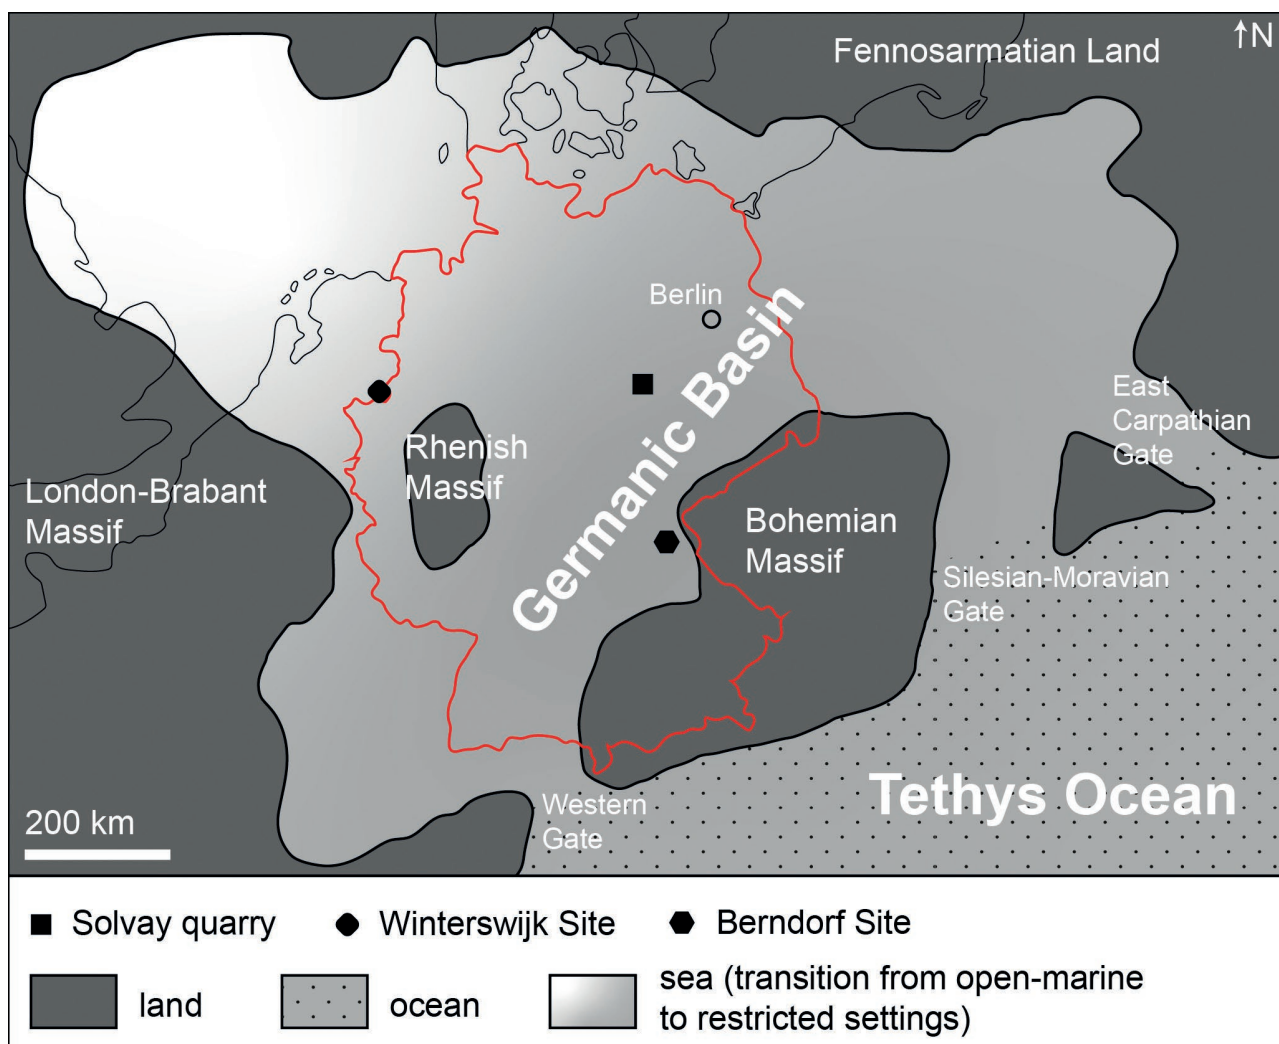 ↑N
Fennosarmatian Land
Berlin
Germanic Basin
East
Carpathian
Gate
Rhenish
Massif
London-Brabant
Massif
Bohemian
Massif
Silesian-Moravian
Gate
Western
Gate
Tethys Ocean
200 km
Solvay quarry
Winterswijk Site
Berndorf Site
land
ocean
sea (transition from open-marine
to restricted settings)